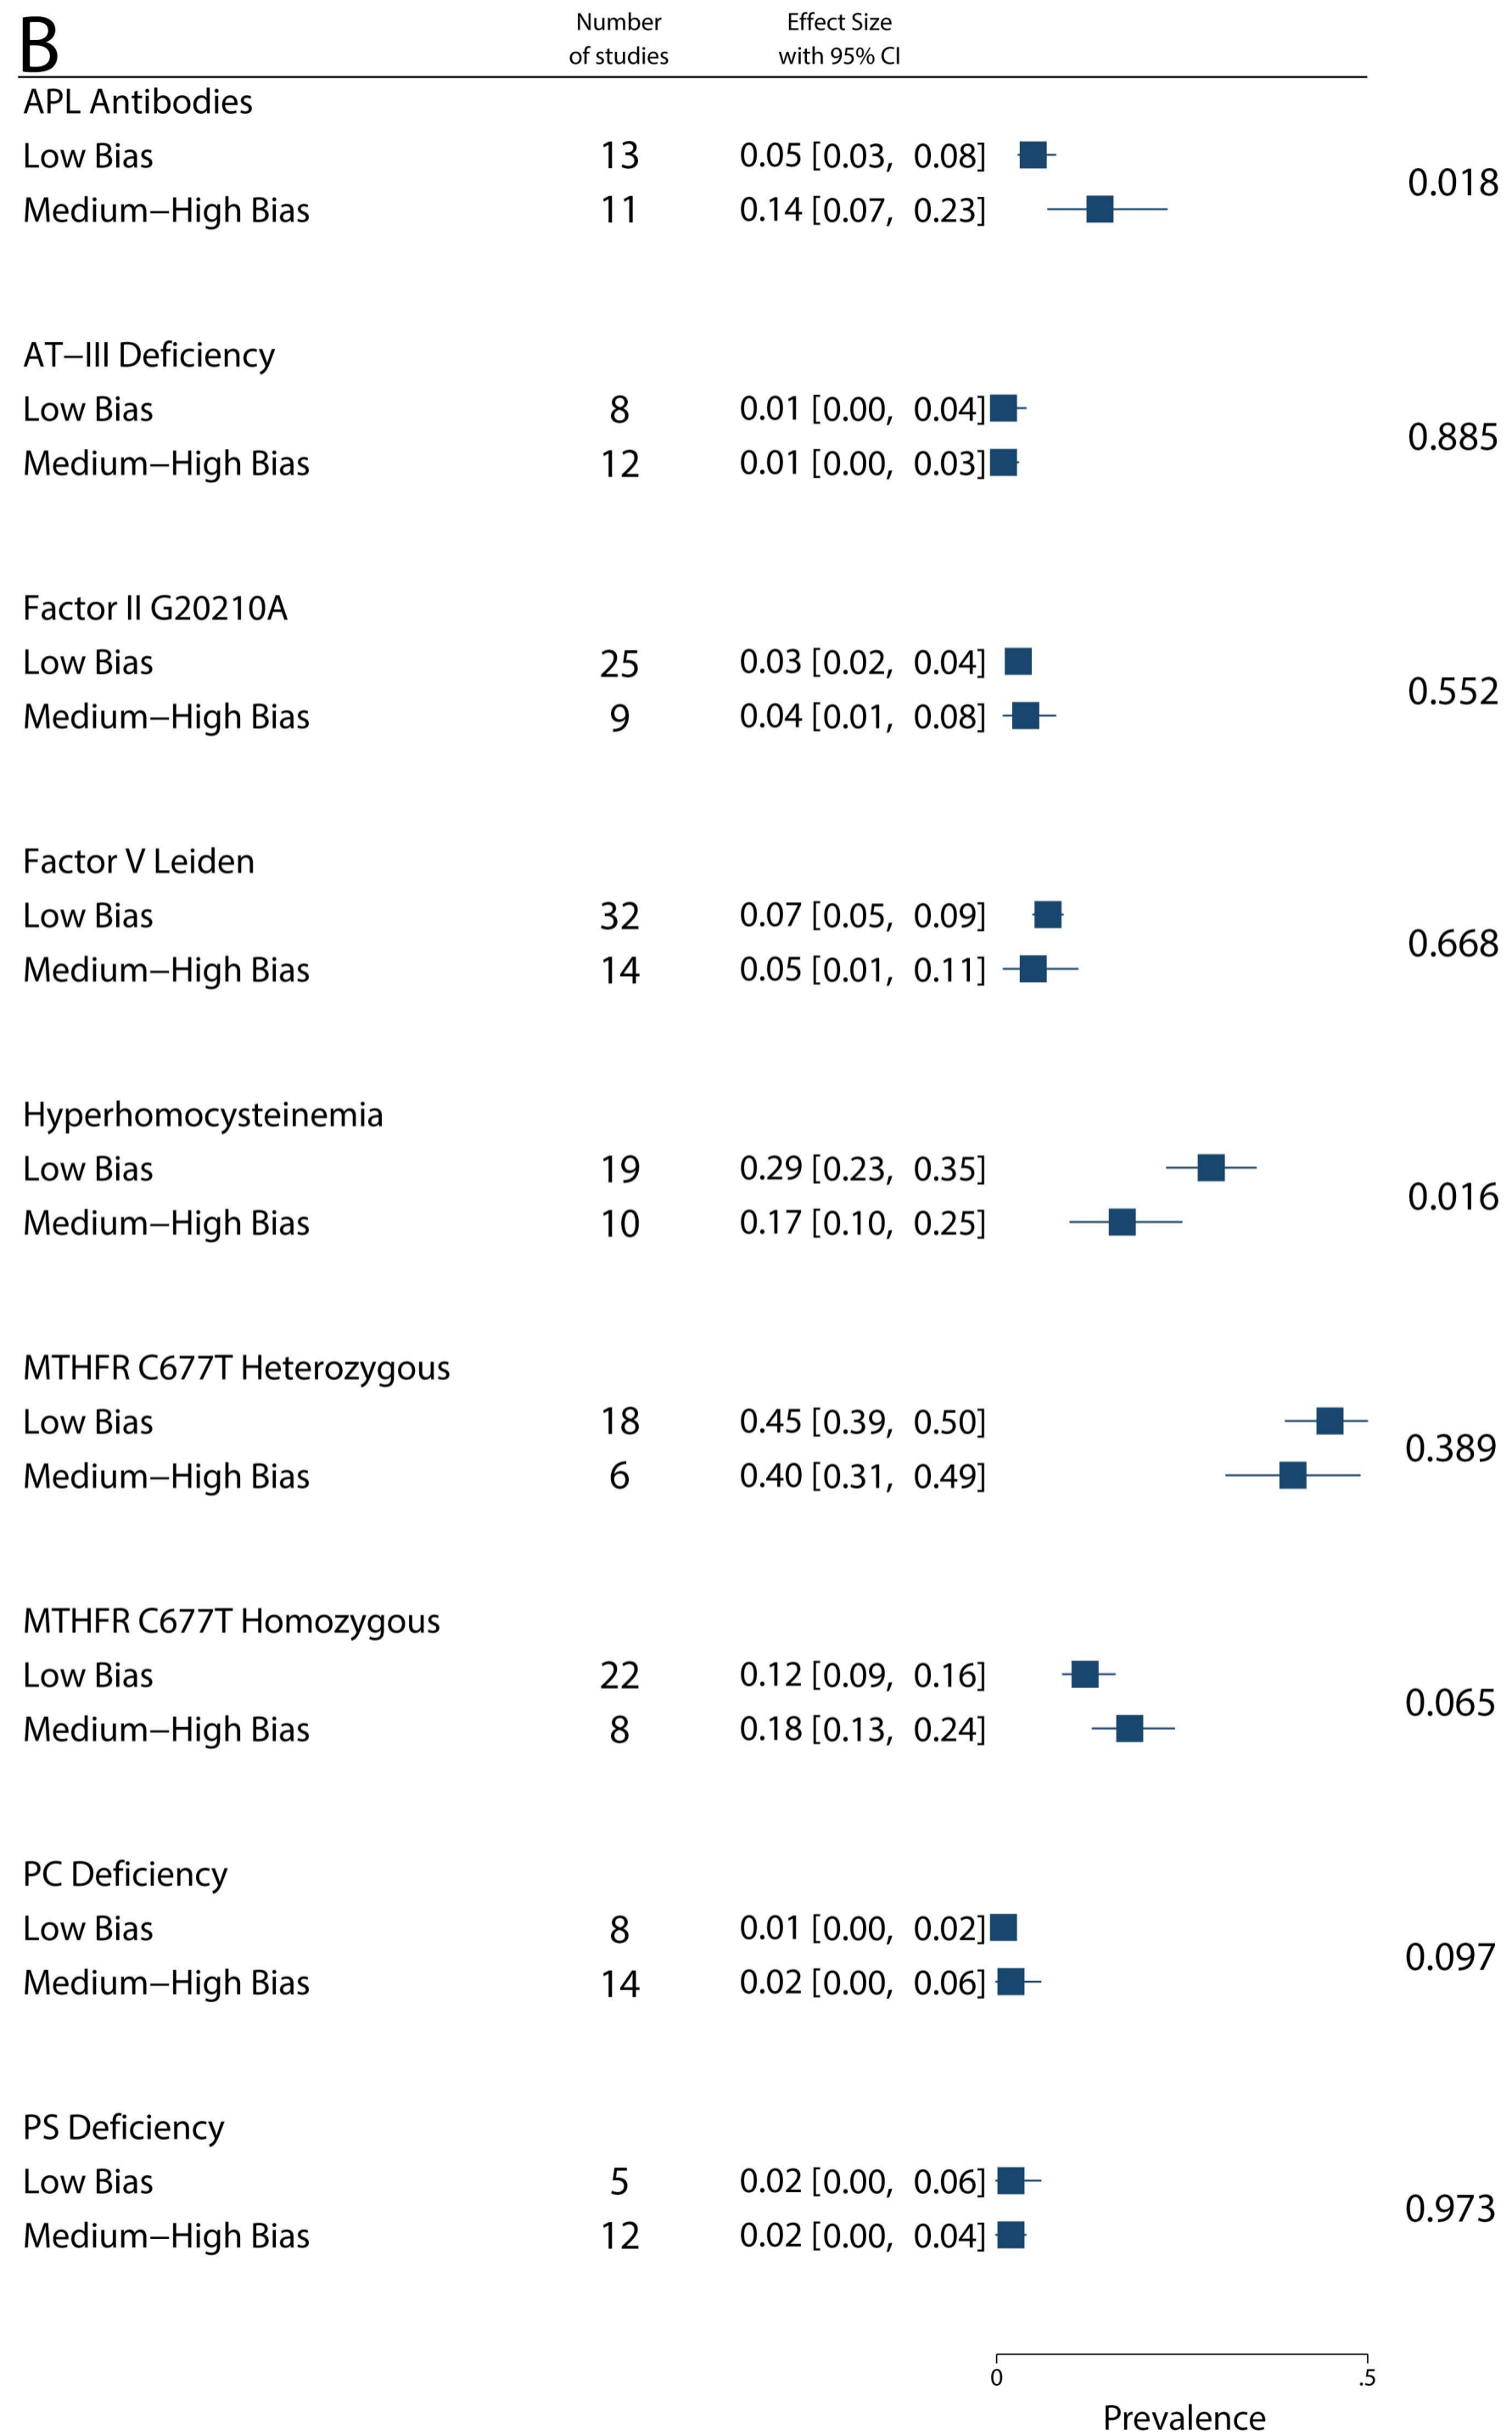 B
Number Effect Size
of studies with 95% CI
APL Antibodies
Low Bias 13 0.05 [0.03, 0.08]
0.018
Medium–High Bias 11 0.14 [0.07, 0.23]
AT–III Deficiency
Low Bias 8 0.01 [0.00, 0.04]
0.885
Medium–High Bias 12 0.01 [0.00, 0.03]
Factor II G20210A
Low Bias 25 0.03 [0.02, 0.04]
0.552
Medium–High Bias 9 0.04 [0.01, 0.08]
Factor V Leiden
Low Bias 32 0.07 [0.05, 0.09]
0.668
Medium–High Bias 14 0.05 [0.01, 0.11]
Hyperhomocysteinemia
Low Bias 19 0.29 [0.23, 0.35]
0.016
Medium–High Bias 10 0.17 [0.10, 0.25]
MTHFR C677T Heterozygous
Low Bias 18 0.45 [0.39, 0.50]
0.389
Medium–High Bias 6 0.40 [0.31, 0.49]
MTHFR C677T Homozygous
Low Bias 22 0.12 [0.09, 0.16]
0.065
Medium–High Bias 8 0.18 [0.13, 0.24]
PC Deficiency
Low Bias 8 0.01 [0.00, 0.02]
0.097
Medium–High Bias 14 0.02 [0.00, 0.06]
PS Deficiency
Low Bias 5 0.02 [0.00, 0.06]
0.973
Medium–High Bias 12 0.02 [0.00, 0.04]
0 .5
Prevalence